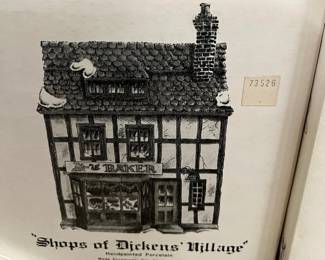 73526
BAKER
"Shops of Dickens' Village"
Handpainted Porcelain